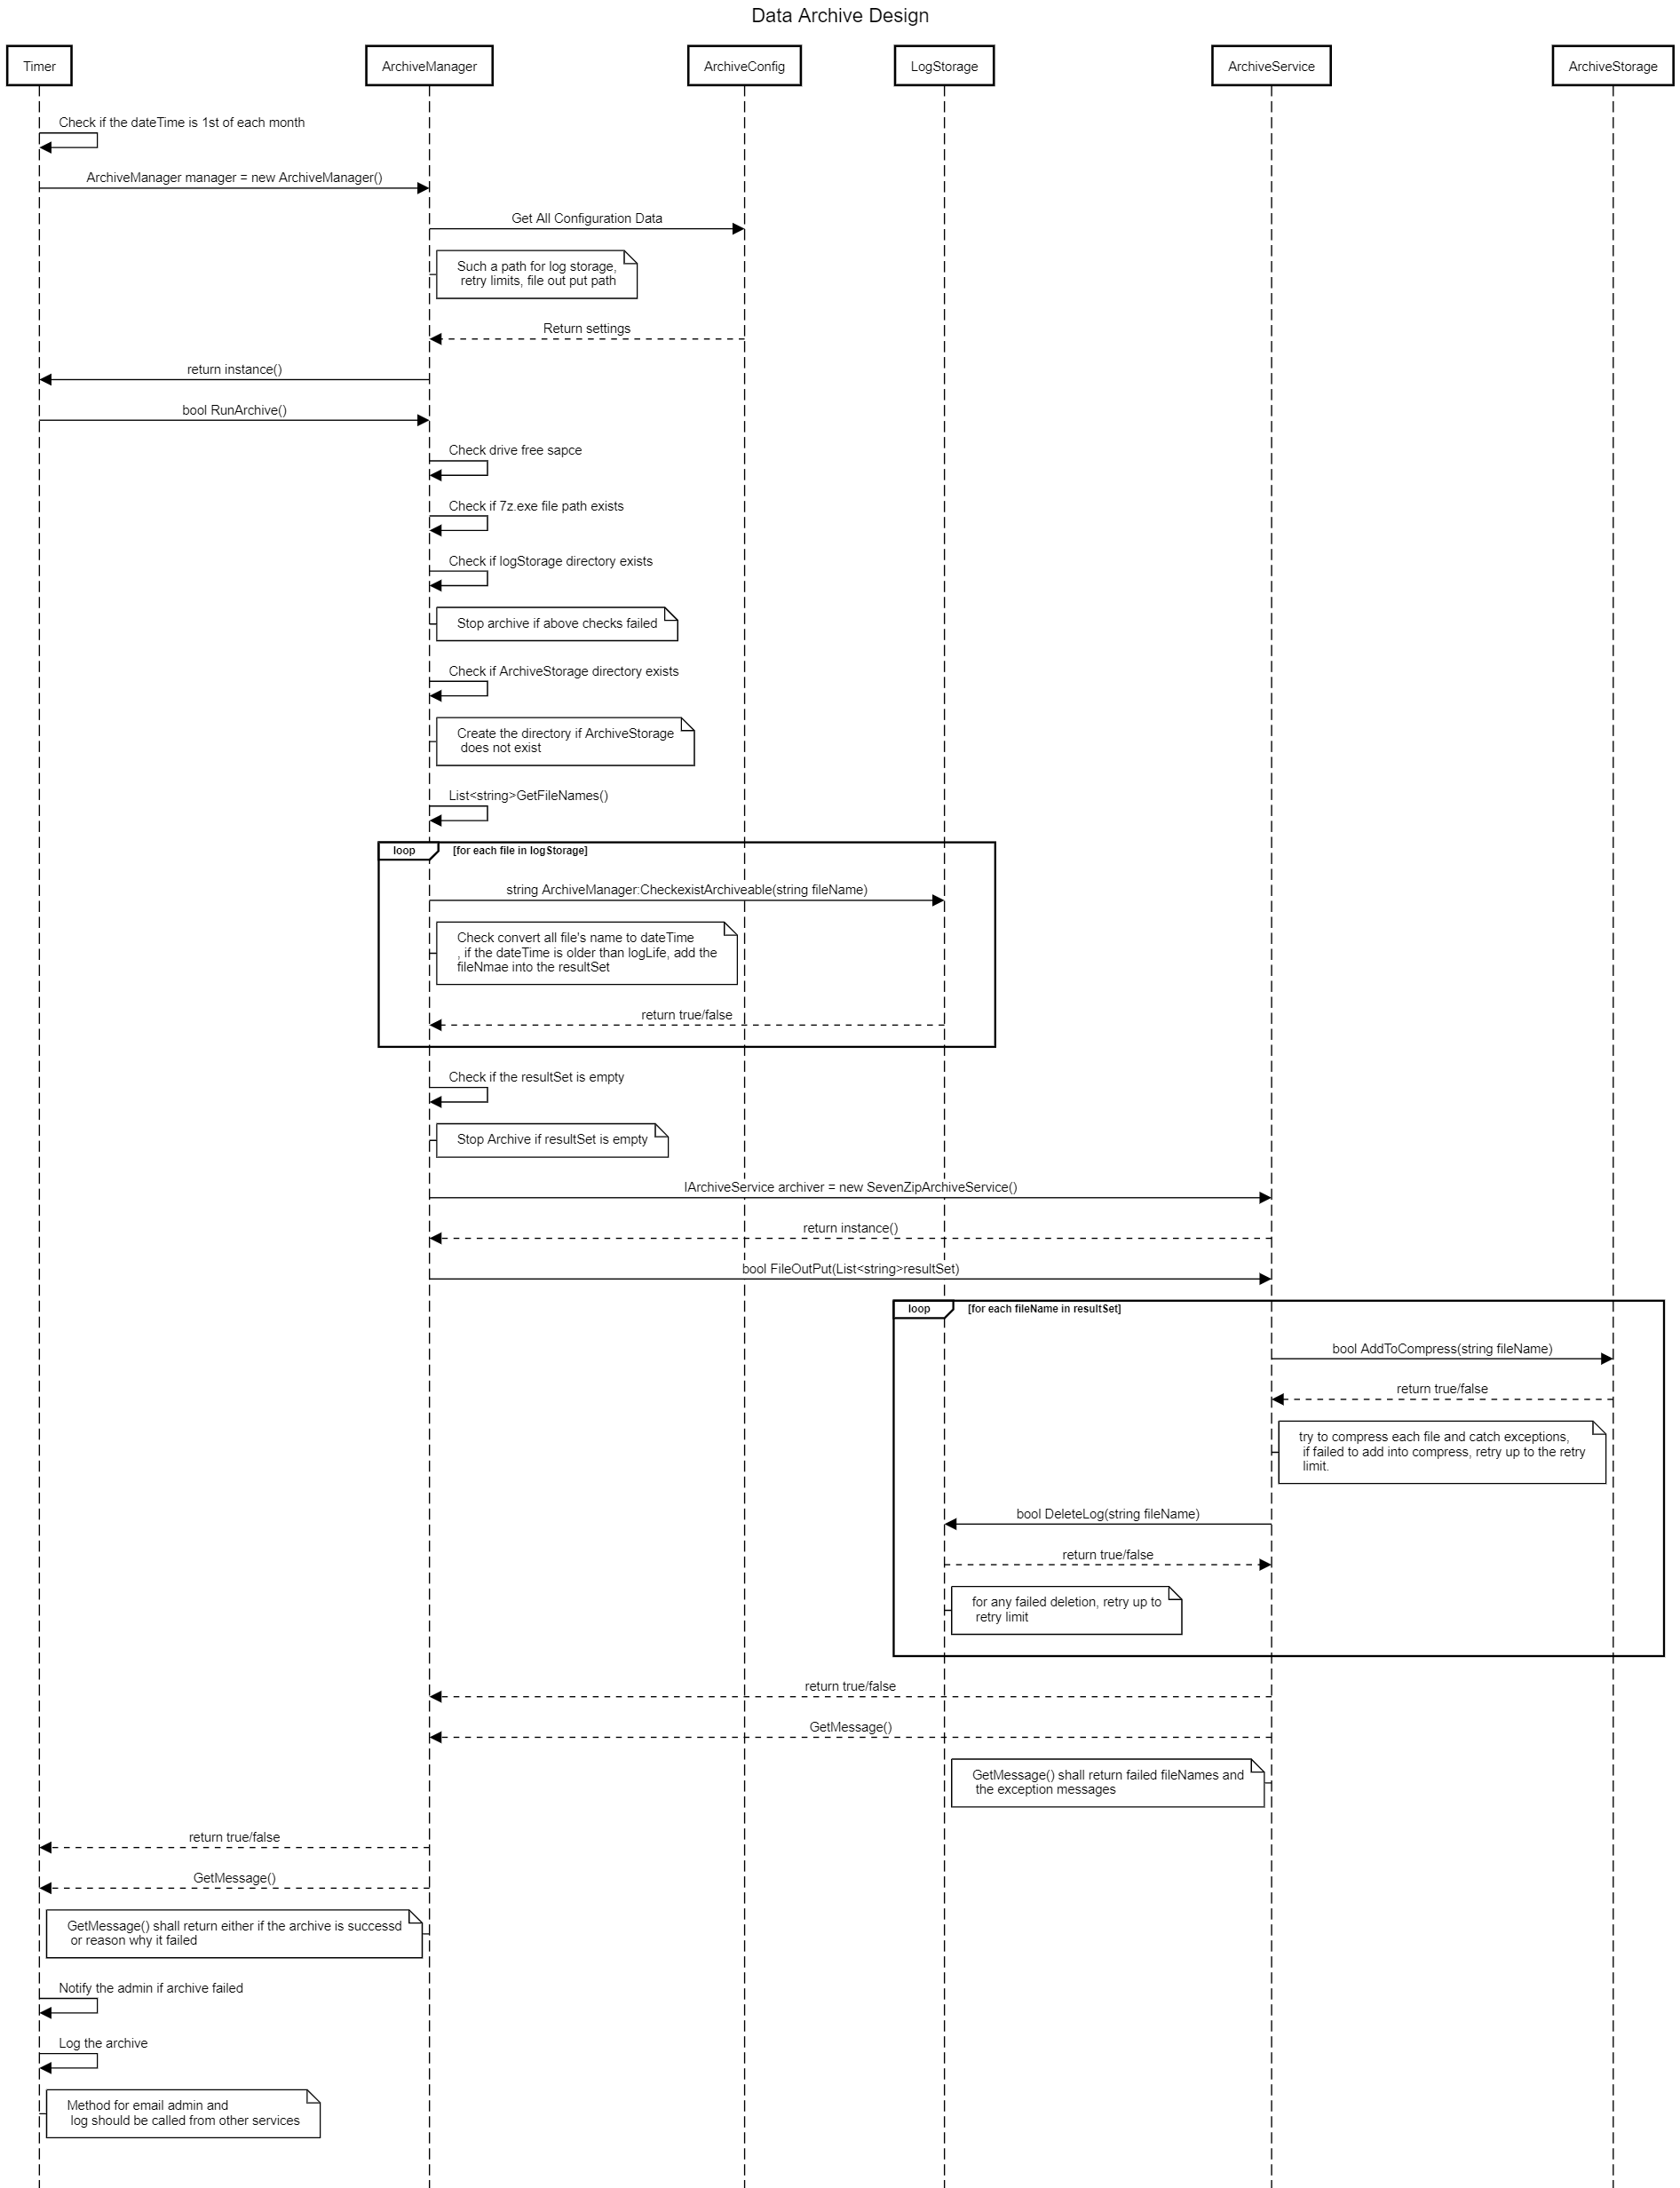 Data Archive Design
Timer
ArchiveManager
ArchiveConfig
LogStorage
ArchiveService
ArchiveStorage
Check if the dateTime is 1st of each month
ArchiveManager manager = new ArchiveManager()
Get All Configuration Data
Such a path for log storage,
retry limits, file out put path
Return settings
return instance()
bool RunArchive()
Check drive free sapce
Check if 7z.exe file path exists
Check if logStorage directory exists
Stop archive if above checks failed
Check if ArchiveStorage directory exists
Create the directory if ArchiveStorage
does not exist
List<string>GetFileNames()
loop
[for each file in logStorage]
string ArchiveManager:CheckexistArchiveable(string fileName)
Check convert all file's name to dateTime
, if the dateTime is older than logLife, add the
fileNmae into the resultSet
return true/false
Check if the resultSet is empty
Stop Archive if resultSet is empty
IArchiveService archiver = new SevenZipArchiveService()
return instance()
bool FileOutPut(List<string>resultSet)
loop
[for each fileName in resultSet]
bool AddToCompress(string fileName)
return true/false
try to compress each file and catch exceptions,
if failed to add into compress, retry up to the retry
limit.
bool DeleteLog(string fileName)
return true/false
for any failed deletion, retry up to
retry limit
return true/false
GetMessage()
GetMessage() shall return failed fileNames and
the exception messages
return true/false
GetMessage()
GetMessage() shall return either if the archive is successd
or reason why it failed
Notify the admin if archive failed
Log the archive
Method for email admin and
log should be called from other services